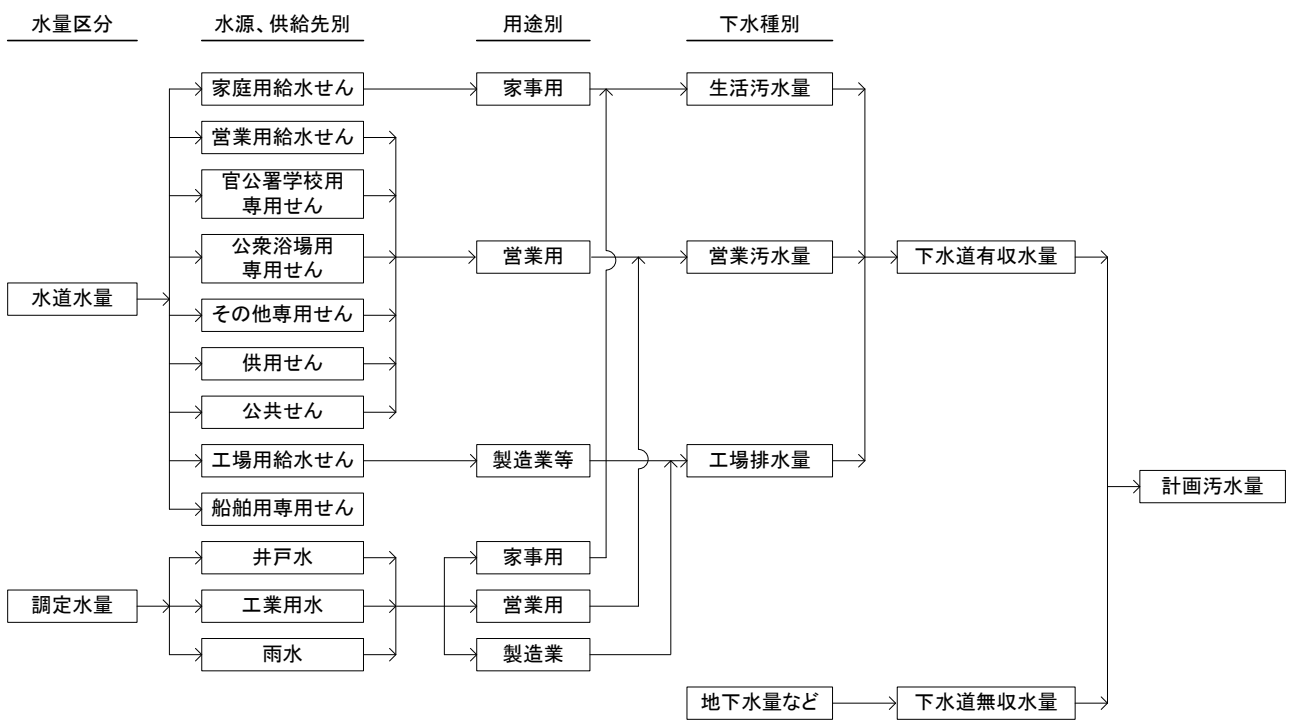 水量区分
水源、供給先別
用途別
下水種別
家庭用給水せん
家事用
生活汚水量
営業用給水せん
官公署学校用
専用せん
公衆浴場用
専用せん
営業用
営業汚水量
下水道有収水量
水道水量
その他専用せん
供用せん
公共せん
工場用給水せん
製造業等
工場排水量
計画汚水量
船舶用専用せん
井戸水
家事用
調定水量
工業用水
営業用
雨水
製造業
地下水量など
下水道無収水量